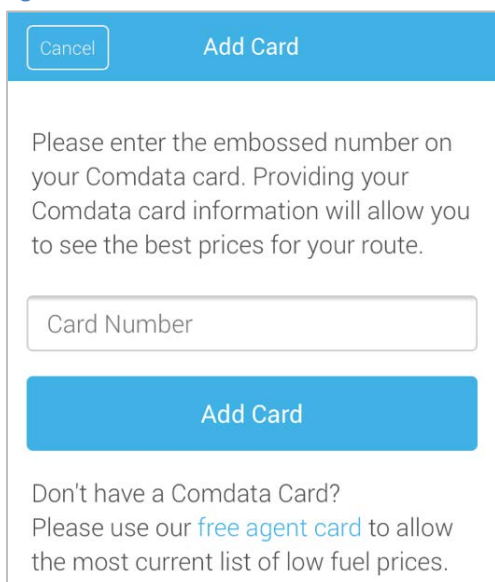 Cancel
Add Card
Please enter the embossed number on
your Comdata card. Providing your
Comdata card information will allow you
to see the best prices for your route.
Card Number
Add Card
Don't have a Comdata Card?
Please use our free agent card to allow
the most current list of low fuel prices.